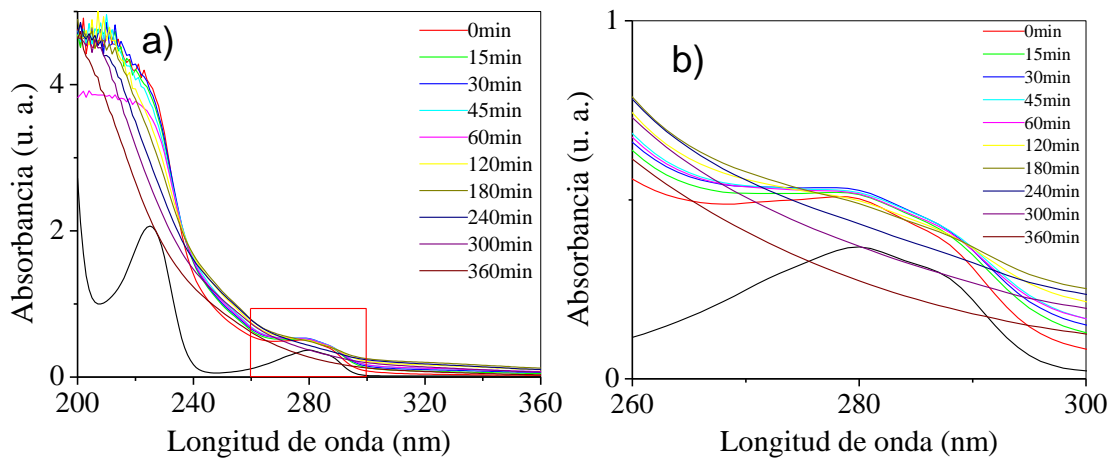 a)
Absorbancia (u. a.)
4
2
0
200
240
280
320
360
Longitud de onda (nm)
0min
15min
30min
45min
60min
120min
180min
240min
300min
360min
b)
Absorbancia (u. a.)
1
0
260
280
300
Longitud de onda (nm)
0min
15min
30min
45min
60min
120min
180min
240min
300min
360min